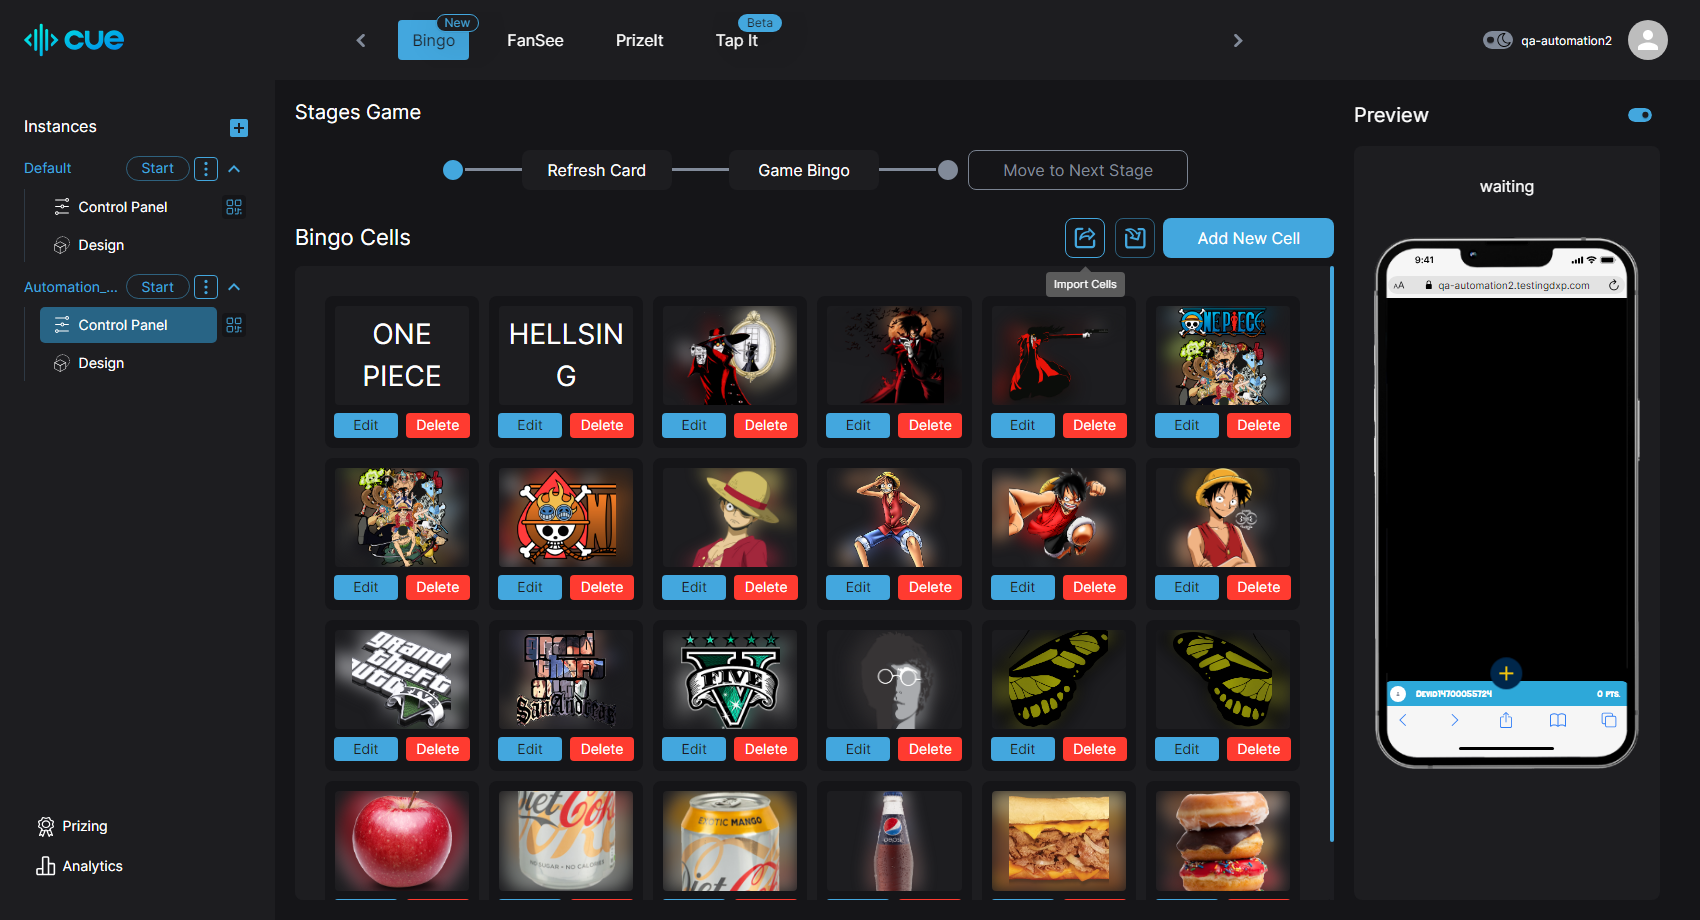 cue
Bingo
New
FanSee
PrizeIt
Tap It
Beta
qa-automation2
Instances
Default
Start
Control Panel
Design
Automation_...
Start
Control Panel
Design
Prizing
Analytics
Stages Game
Refresh Card
Game Bingo
Move to Next Stage
Bingo Cells
Add New Cell
Import Cells
ONE
PIECE
HELLSIN
G
ONE PIECE
Edit Delete Edit Delete Edit Delete Edit Delete Edit Delete Edit Delete
Edit Delete Edit Delete Edit Delete Edit Delete Edit Delete Edit Delete
grand
theft
grand
theft
auto
San Andreas
V
FIVE
Edit Delete Edit Delete Edit Delete Edit Delete Edit Delete Edit Delete
Diet Coke
NO SUGAR • NO CALORIES
EXOTIC MANGO
Diet Coke
pepsi
Preview
waiting
9:41
AA
qa-automation2.testingdxp.com
DEVID14700055724
0 PTS.